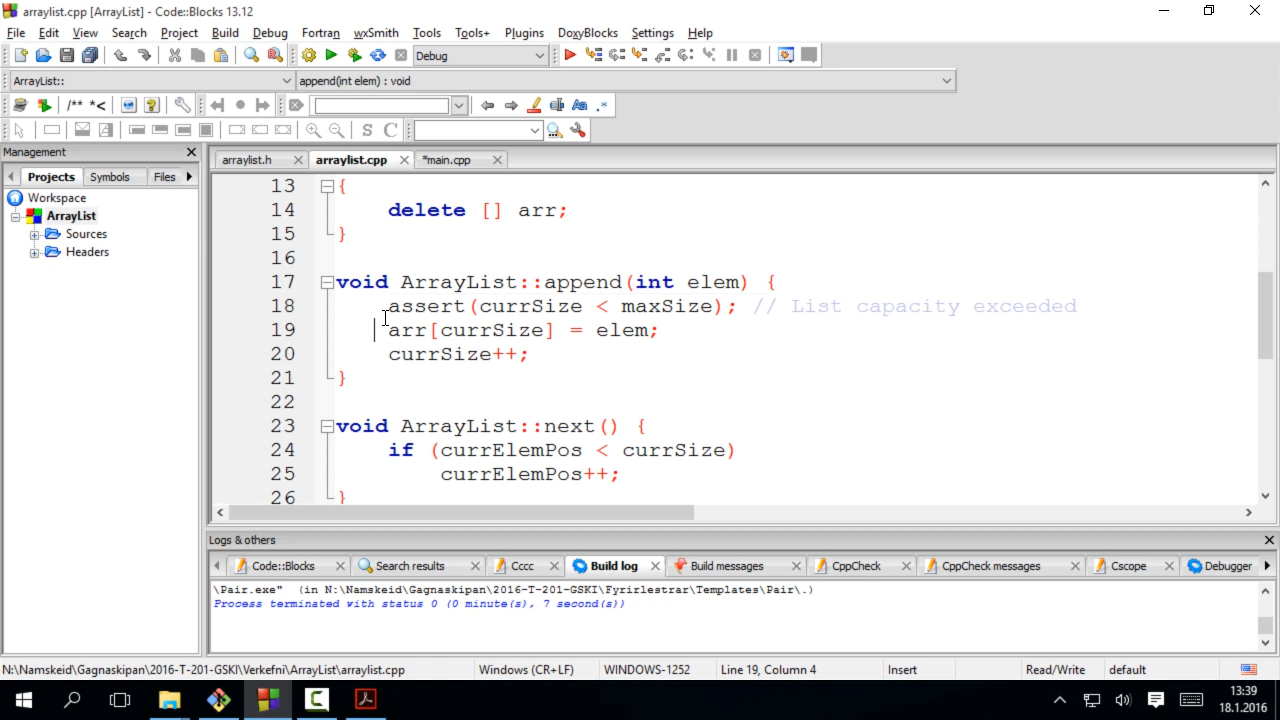 arraylist.cpp [ArrayList] - Code::Blocks 13.12
File Edit View Search Project Build Debug Fortran wxSmith Tools Tools+ Plugins DoxyBlocks Settings Help
Debug
ArrayList:: append(int elem) : void
/** *<
Aa .*
S C
Management
Projects Symbols Files
arraylist.h arraylist.cpp *main.cpp
Workspace
ArrayList
Sources
Headers
13 {
14 delete [] arr;
15 }
16
17 void ArrayList::append(int elem) {
18 assert(currSize < maxSize); // List capacity exceeded
19 arr[currSize] = elem;
20 currSize++;
21 }
22
23 void ArrayList::next() {
24 if (currElemPos < currSize)
25 currElemPos++;
26 }
Logs & others
Code::Blocks Search results Cccc Build log Build messages CppCheck CppCheck messages Cscope Debugger
\Pair.exe" (in N:\Namskeid\Gagnaskipan\2016-T-201-GSKI\Fyrirlestrar\Templates\Pair\.)
Process terminated with status 0 (0 minute(s), 7 second(s))
N:\Namskeid\Gagnaskipan\2016-T-201-GSKI\Verkefni\ArrayList\arraylist.cpp Windows (CR+LF) WINDOWS-1252 Line 19, Column 4 Insert Read/Write default
13:39
18.1.2016